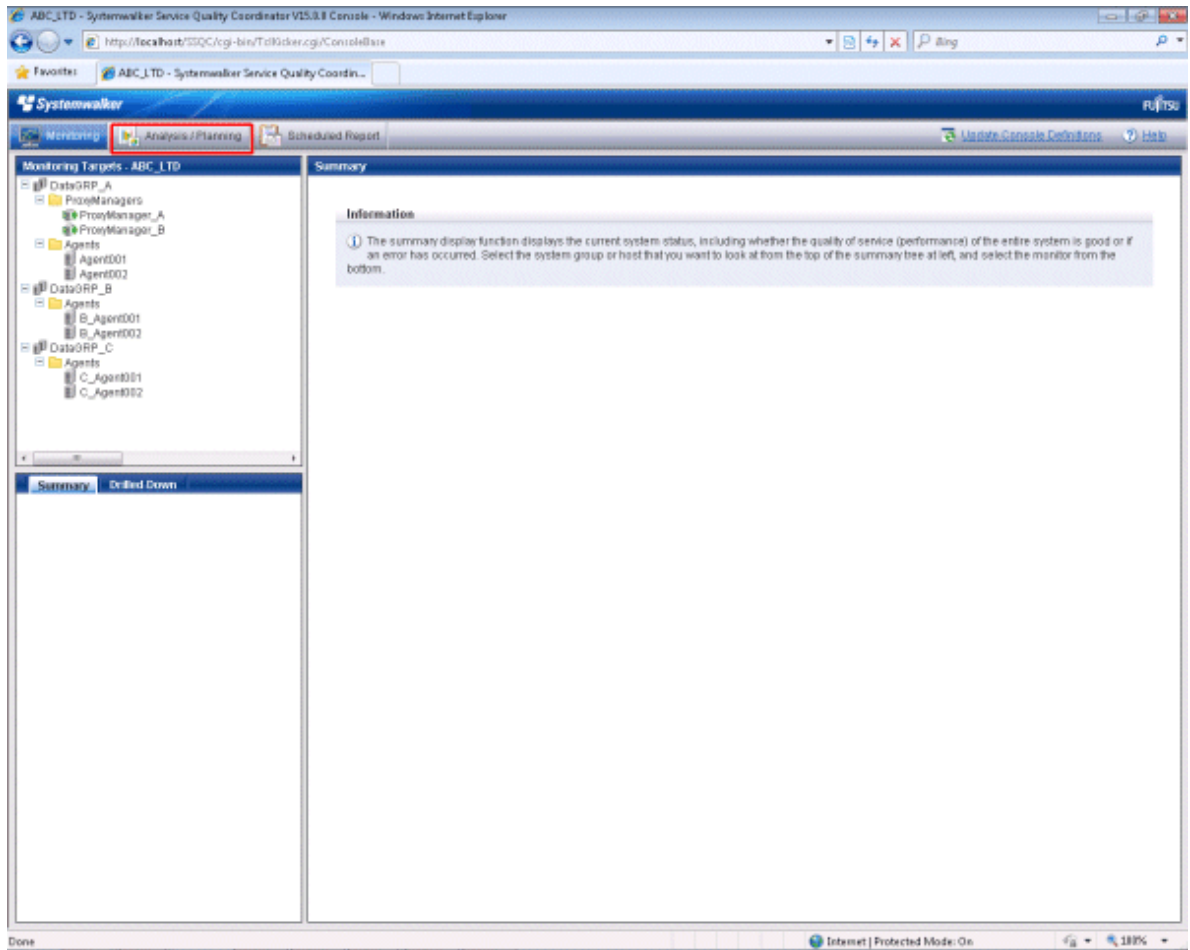 ABC_LTD - Systemwalker Service Quality Coordinator V15.0.1 Console - Windows Internet Explorer
http://localhost/SSQC/cgi-bin/TclKicker.cgi/ConsoleBase
Bing
Favorites
ABC_LTD - Systemwalker Service Quality Coordin...
Systemwalker
FUJITSU
Monitoring
Analysis / Planning
Scheduled Report
Update Console Definitions
Help
Monitoring Targets - ABC_LTD
Summary
DataGRP_A
ProxyManagers
ProxyManager_A
ProxyManager_B
Agents
Agent001
Agent002
DataGRP_B
Agents
B_Agent001
B_Agent002
DataGRP_C
Agents
C_Agent001
C_Agent002
Information
The summary display function displays the current system status, including whether the quality of service (performance) of the entire system is good or if
an error has occurred. Select the system group or host that you want to look at from the top of the summary tree at left, and select the monitor from the
bottom.
Summary
Drilled Down
Done
Internet | Protected Mode: On
100%